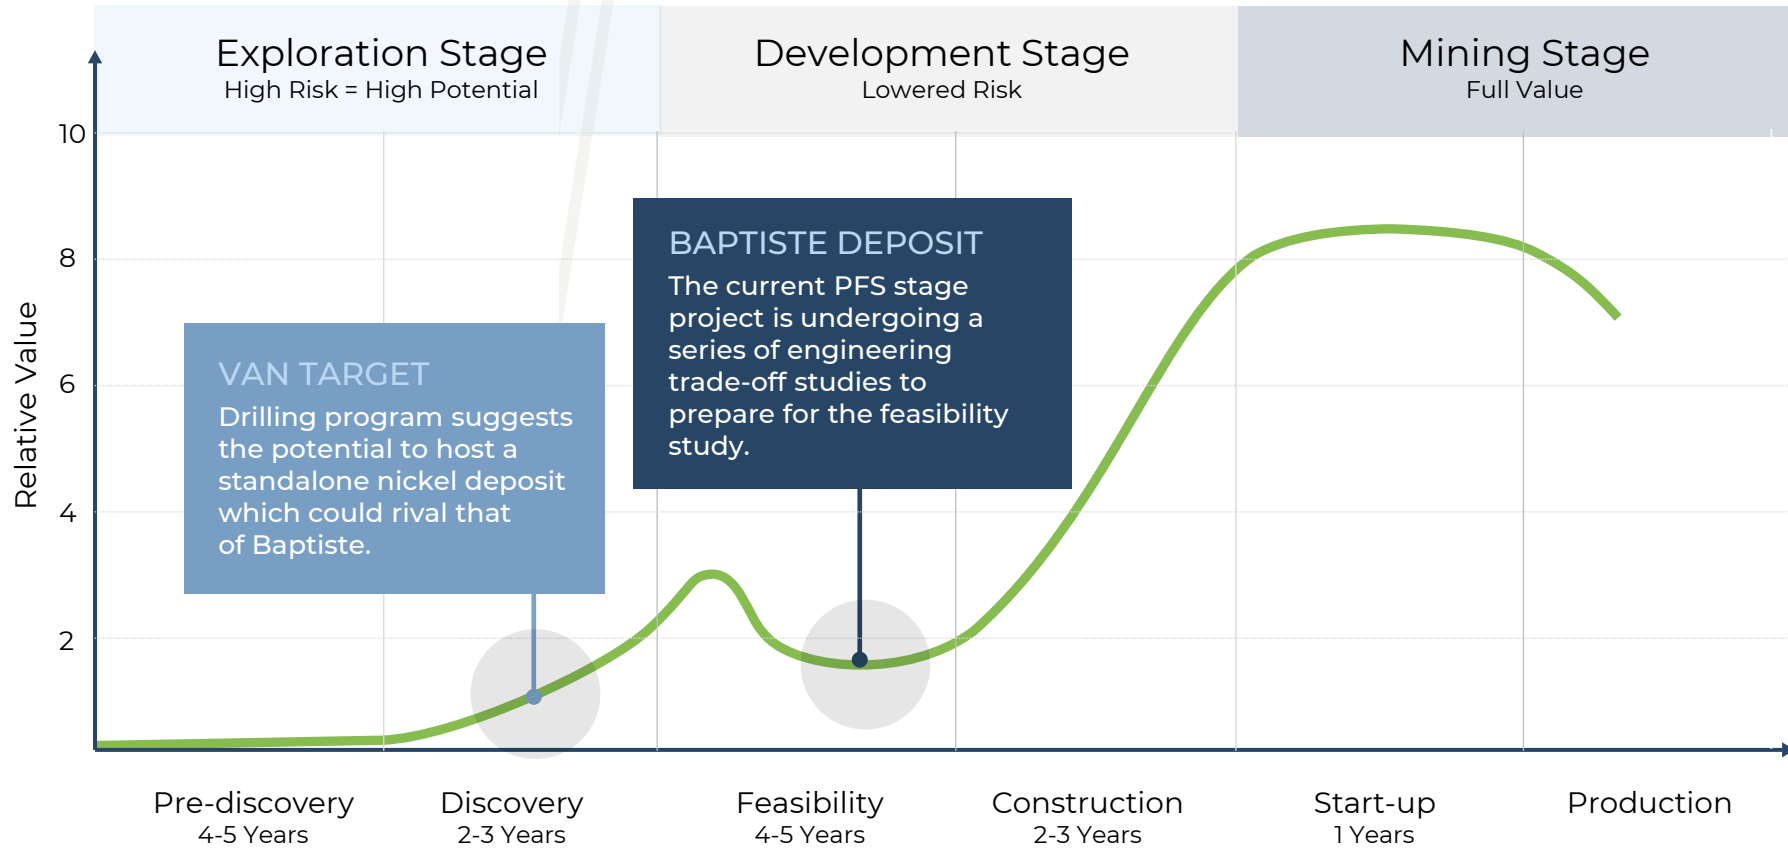 Exploration Stage
High Risk = High Potential
Development Stage
Lowered Risk
Mining Stage
Full Value
10
8
6
4
2
Relative Value
VAN TARGET
Drilling program suggests
the potential to host a
standalone nickel deposit
which could rival that
of Baptiste.
BAPTISTE DEPOSIT
The current PFS stage
project is undergoing a
series of engineering
trade-off studies to
prepare for the feasibility
study.
Pre-discovery
4-5 Years
Discovery
2-3 Years
Feasibility
4-5 Years
Construction
2-3 Years
Start-up
1 Years
Production